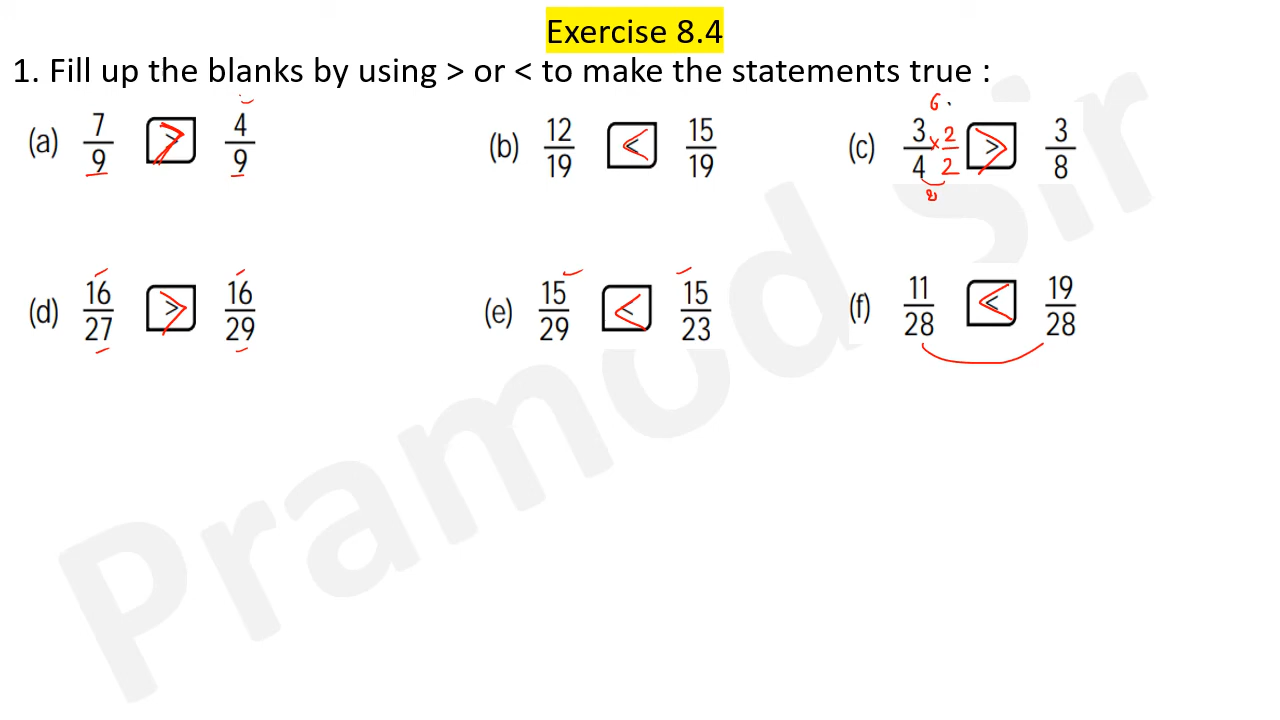 Exercise 8.4
1. Fill up the blanks by using > or < to make the statements true :
(a) 7/9 > 4/9 (b) 12/19 < 15/19 (c) 3/4 × 2/2 > 3/8
6
8
(d) 16/27 > 16/29 (e) 15/29 < 15/23 (f) 11/28 < 19/28
Pramod Sir